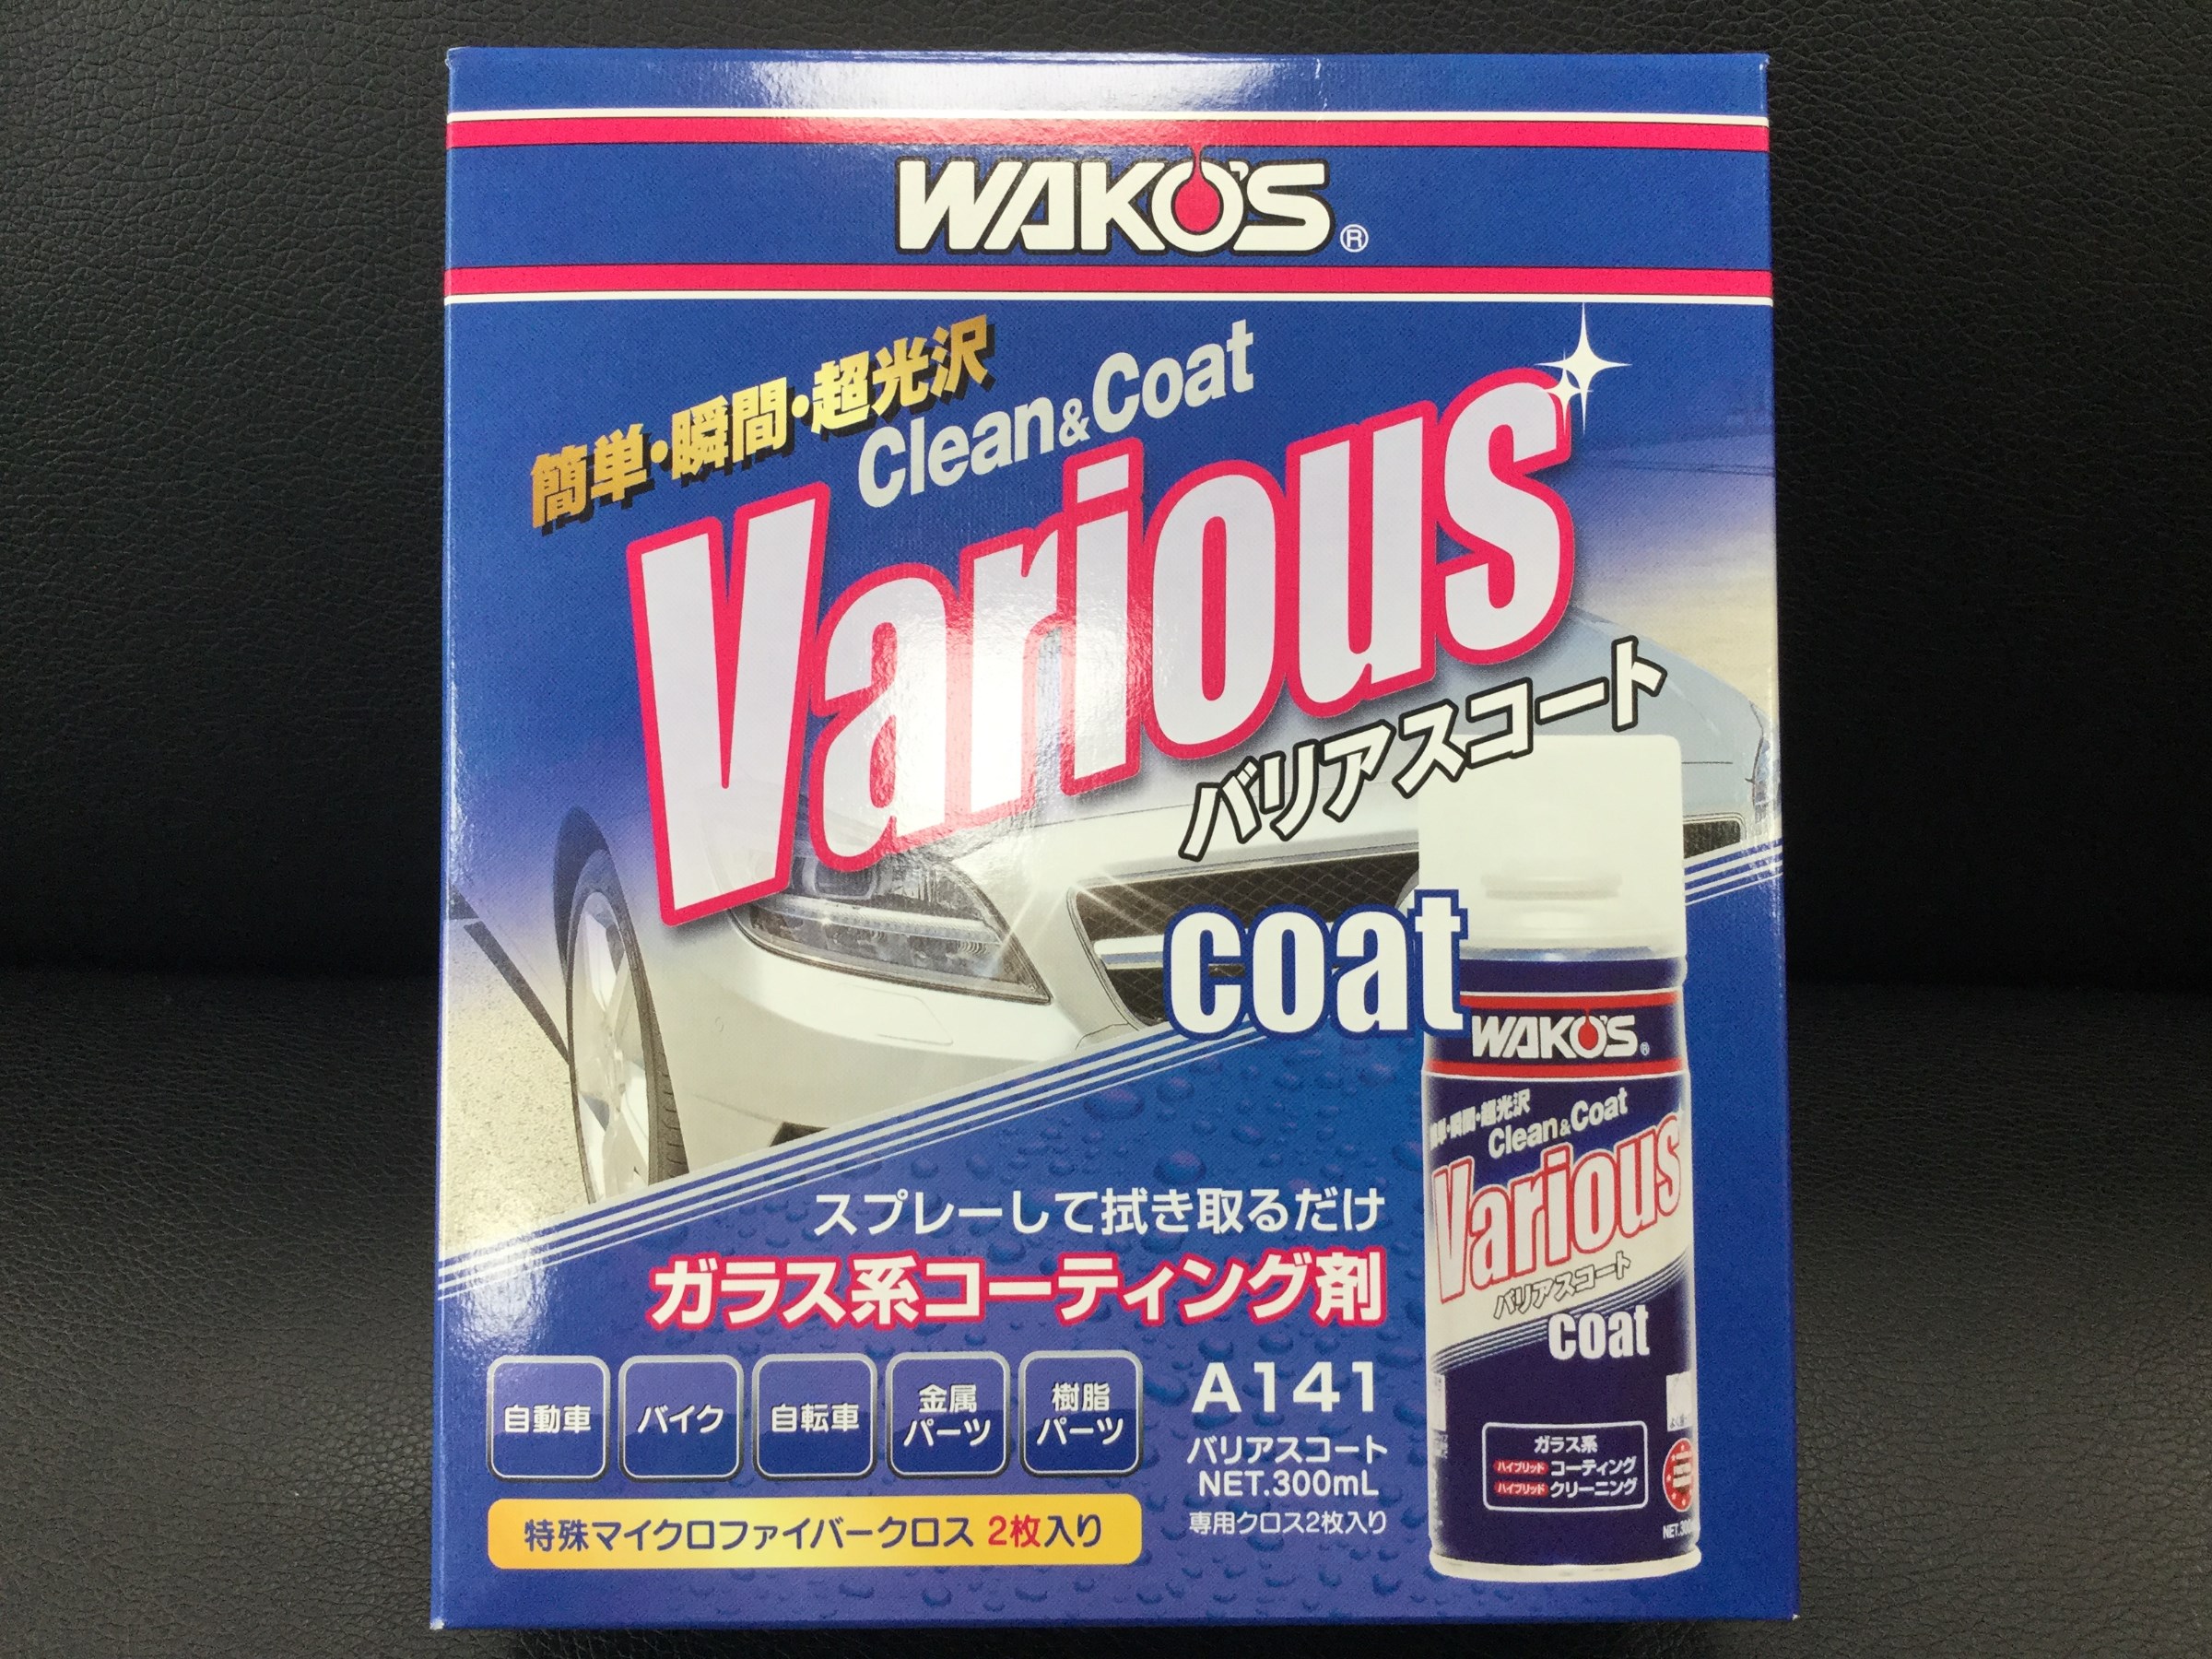 WAKO'S®
簡単・瞬間・超光沢
Clean&Coat
Various
バリアスコート
coat
スプレーして拭き取るだけ
ガラス系コーティング剤
自動車
バイク
自転車
金属
パーツ
樹脂
パーツ
A141
バリアスコート
NET.300mL
専用クロス2枚入り
特殊マイクロファイバークロス 2枚入り
WAKO'S®
簡単・瞬間・超光沢
Clean&Coat
Various
バリアスコート
coat
ガラス系
ハイブリッド コーティング
ハイブリッド クリーニング